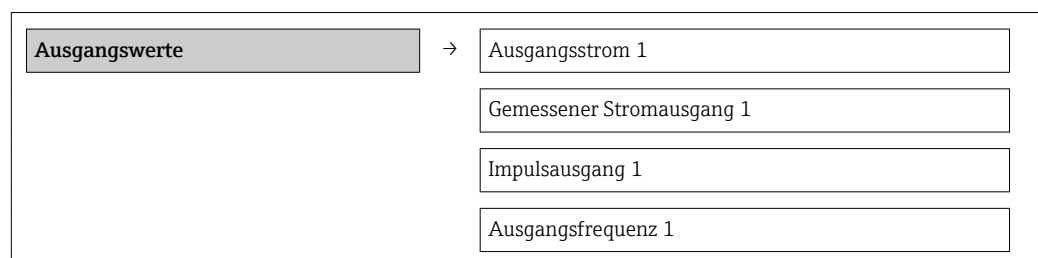 Ausgangswerte → Ausgangsstrom 1
Gemessener Stromausgang 1
Impulsausgang 1
Ausgangsfrequenz 1